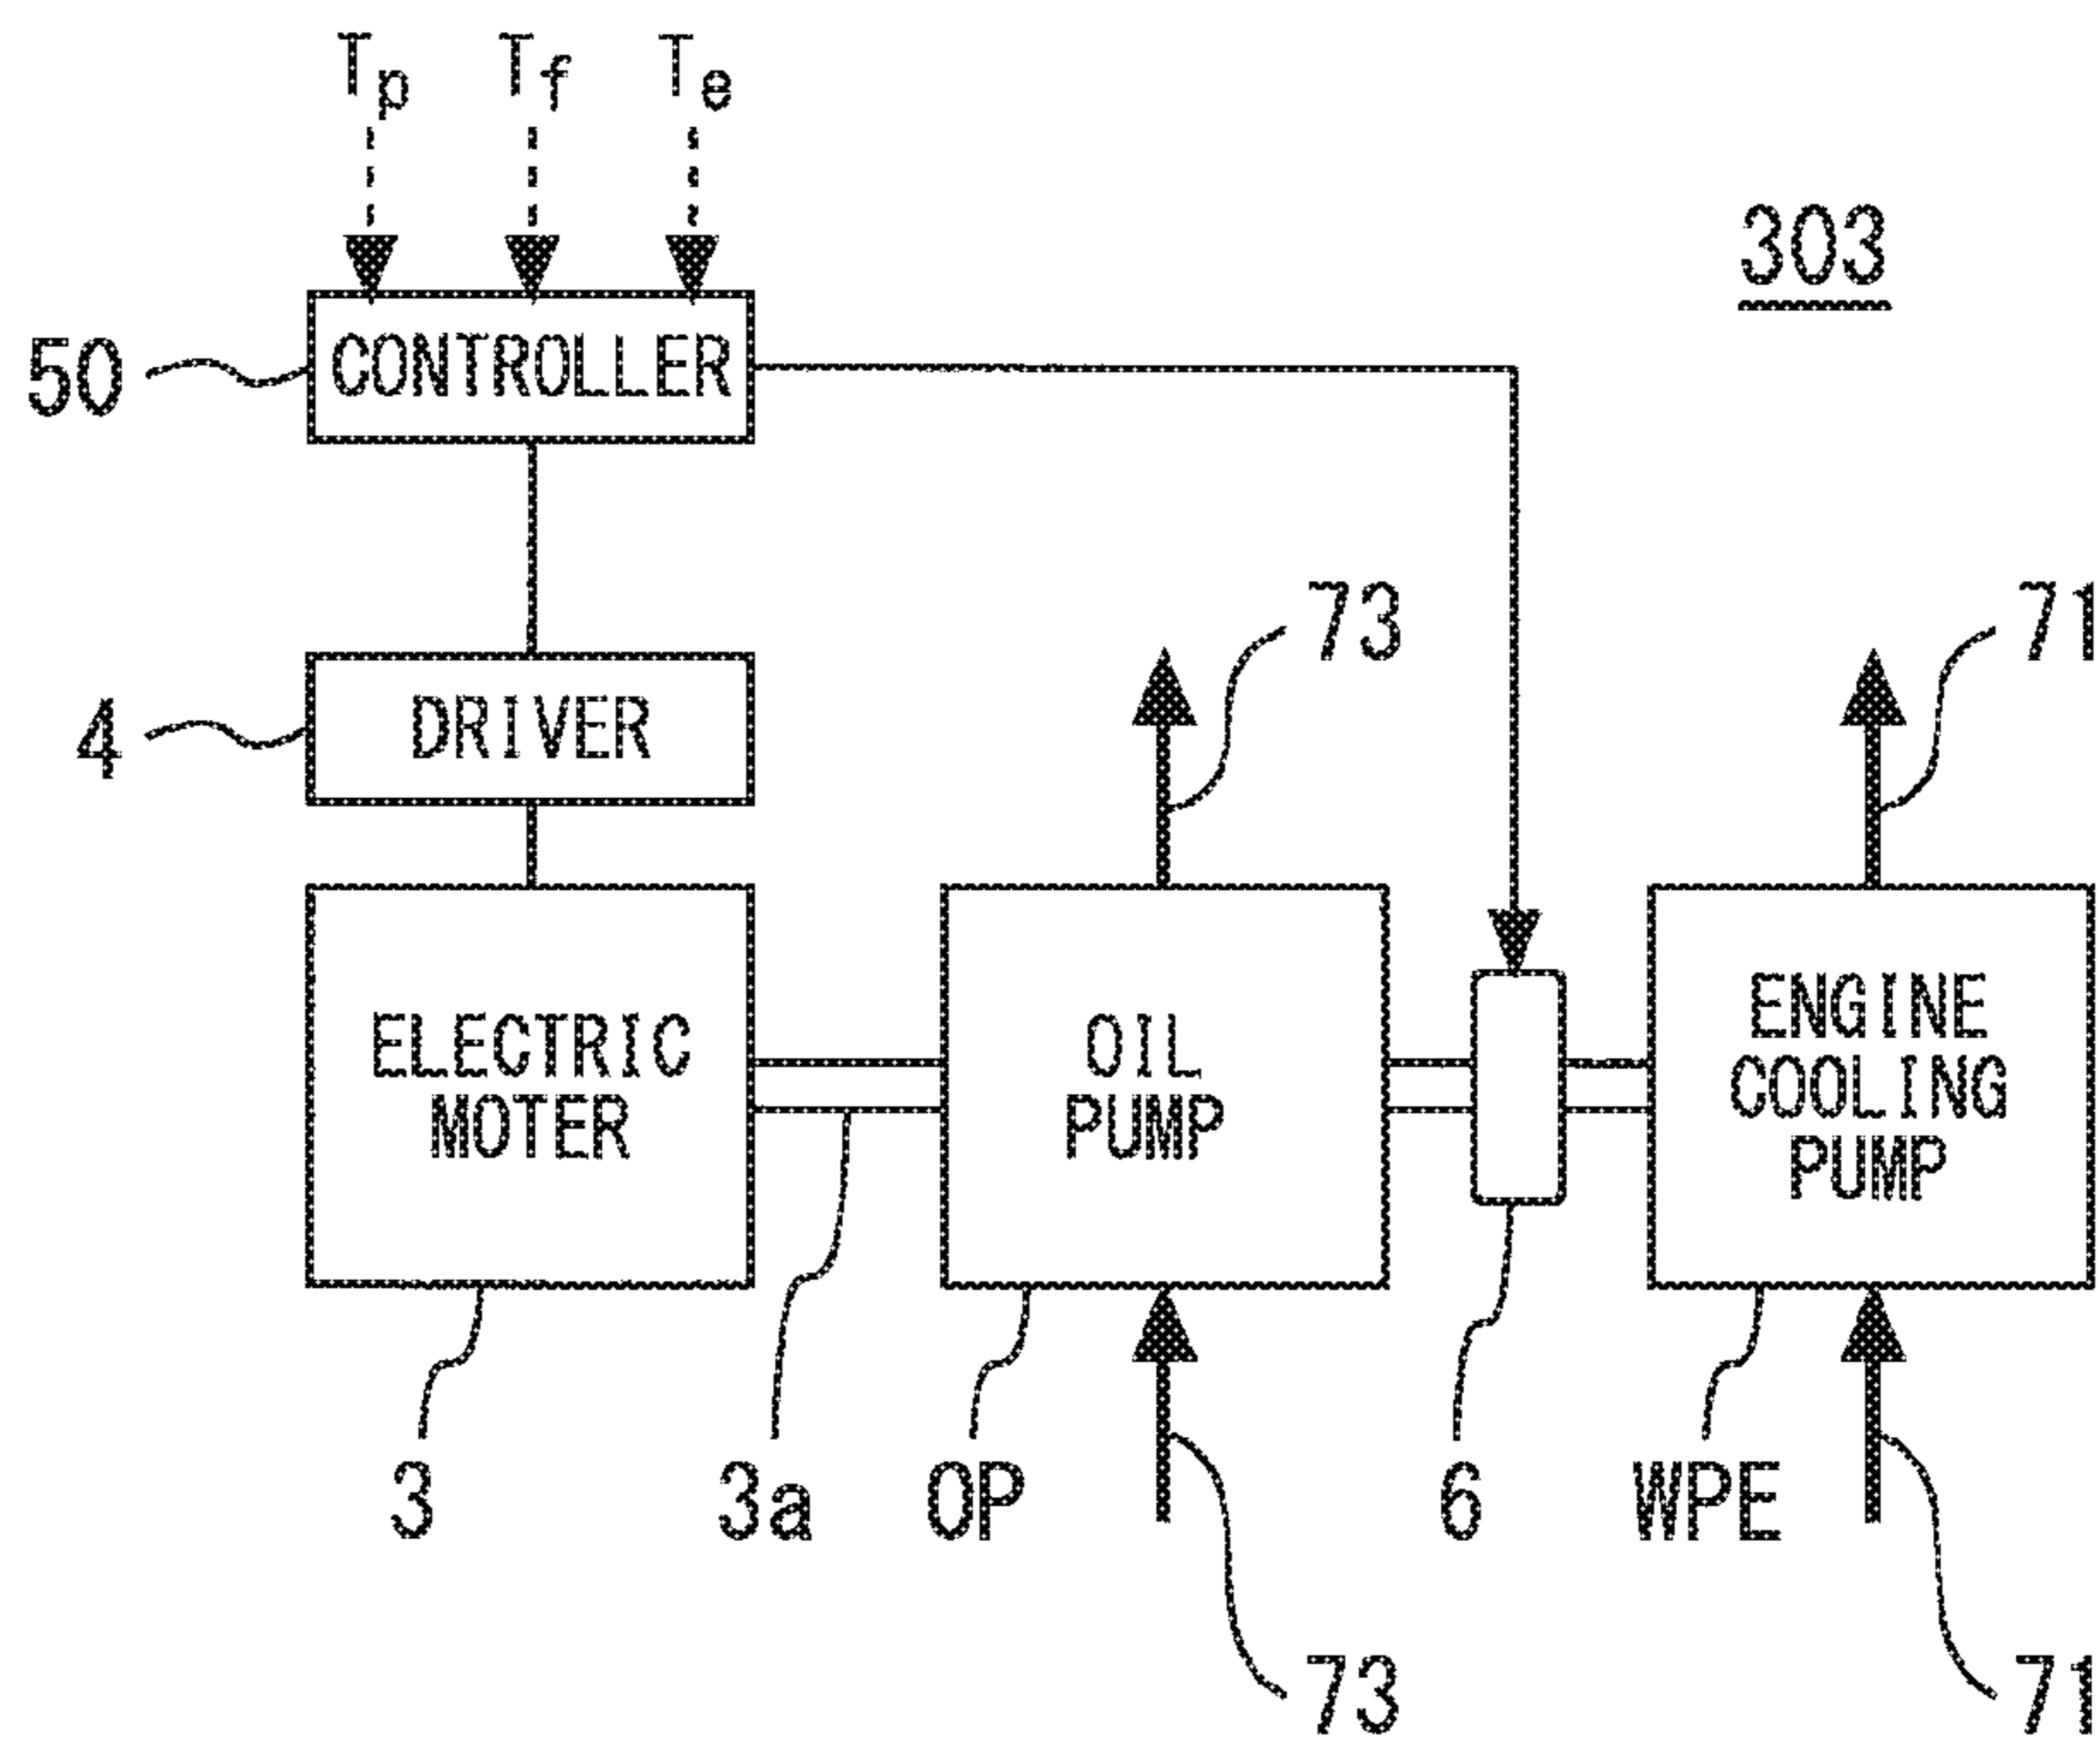 Tp Tf Te
303
50 CONTROLLER
73 71
4 DRIVER
ELECTRIC
MOTER
OIL
PUMP
ENGINE
COOLING
PUMP
3 3a OP 6 WPE
73 71